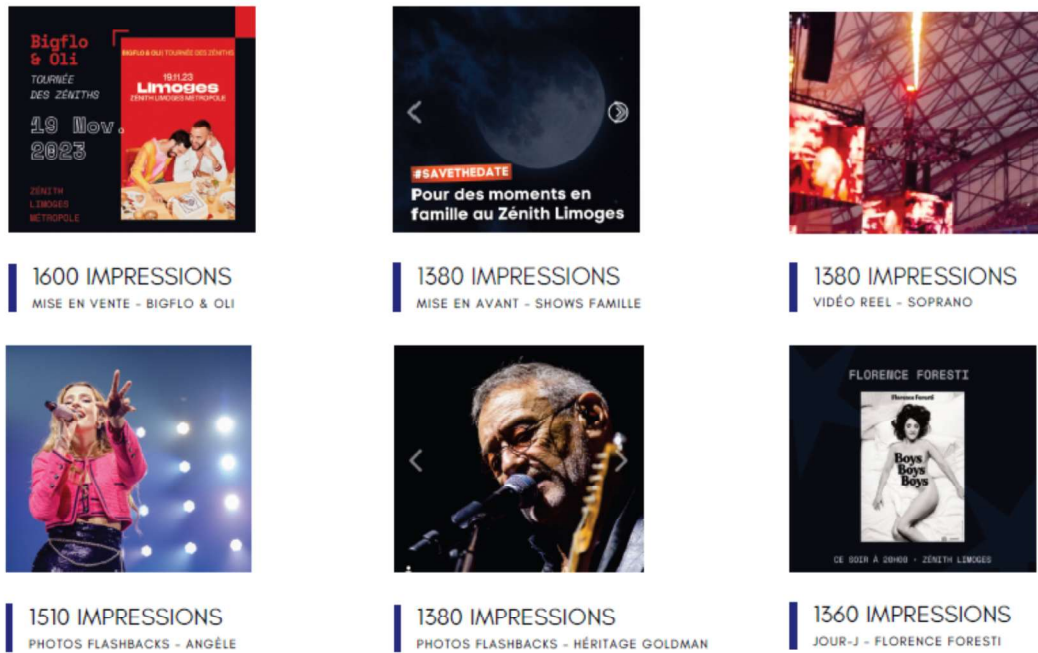 Bigflo
& Oli
TOURNÉE
DES ZÉNITHS
19 Nov.
2023
ZÉNITH
LIMOGES
MÉTROPOLE
BIGFLO & OLI TOURNÉE DES ZÉNITHS
19.11.23
Limoges
ZÉNITH LIMOGES MÉTROPOLE
1600 IMPRESSIONS
MISE EN VENTE - BIGFLO & OLI
#SAVETHEDATE
Pour des moments en
famille au Zénith Limoges
1380 IMPRESSIONS
MISE EN AVANT - SHOWS FAMILLE
1380 IMPRESSIONS
VIDÉO REEL - SOPRANO
1510 IMPRESSIONS
PHOTOS FLASHBACKS - ANGÈLE
1380 IMPRESSIONS
PHOTOS FLASHBACKS - HÉRITAGE GOLDMAN
FLORENCE FORESTI
Florence Foresti
Boys
Boys
Boys
CE SOIR À 20H00 - ZÉNITH LIMOGES
1360 IMPRESSIONS
JOUR-J - FLORENCE FORESTI